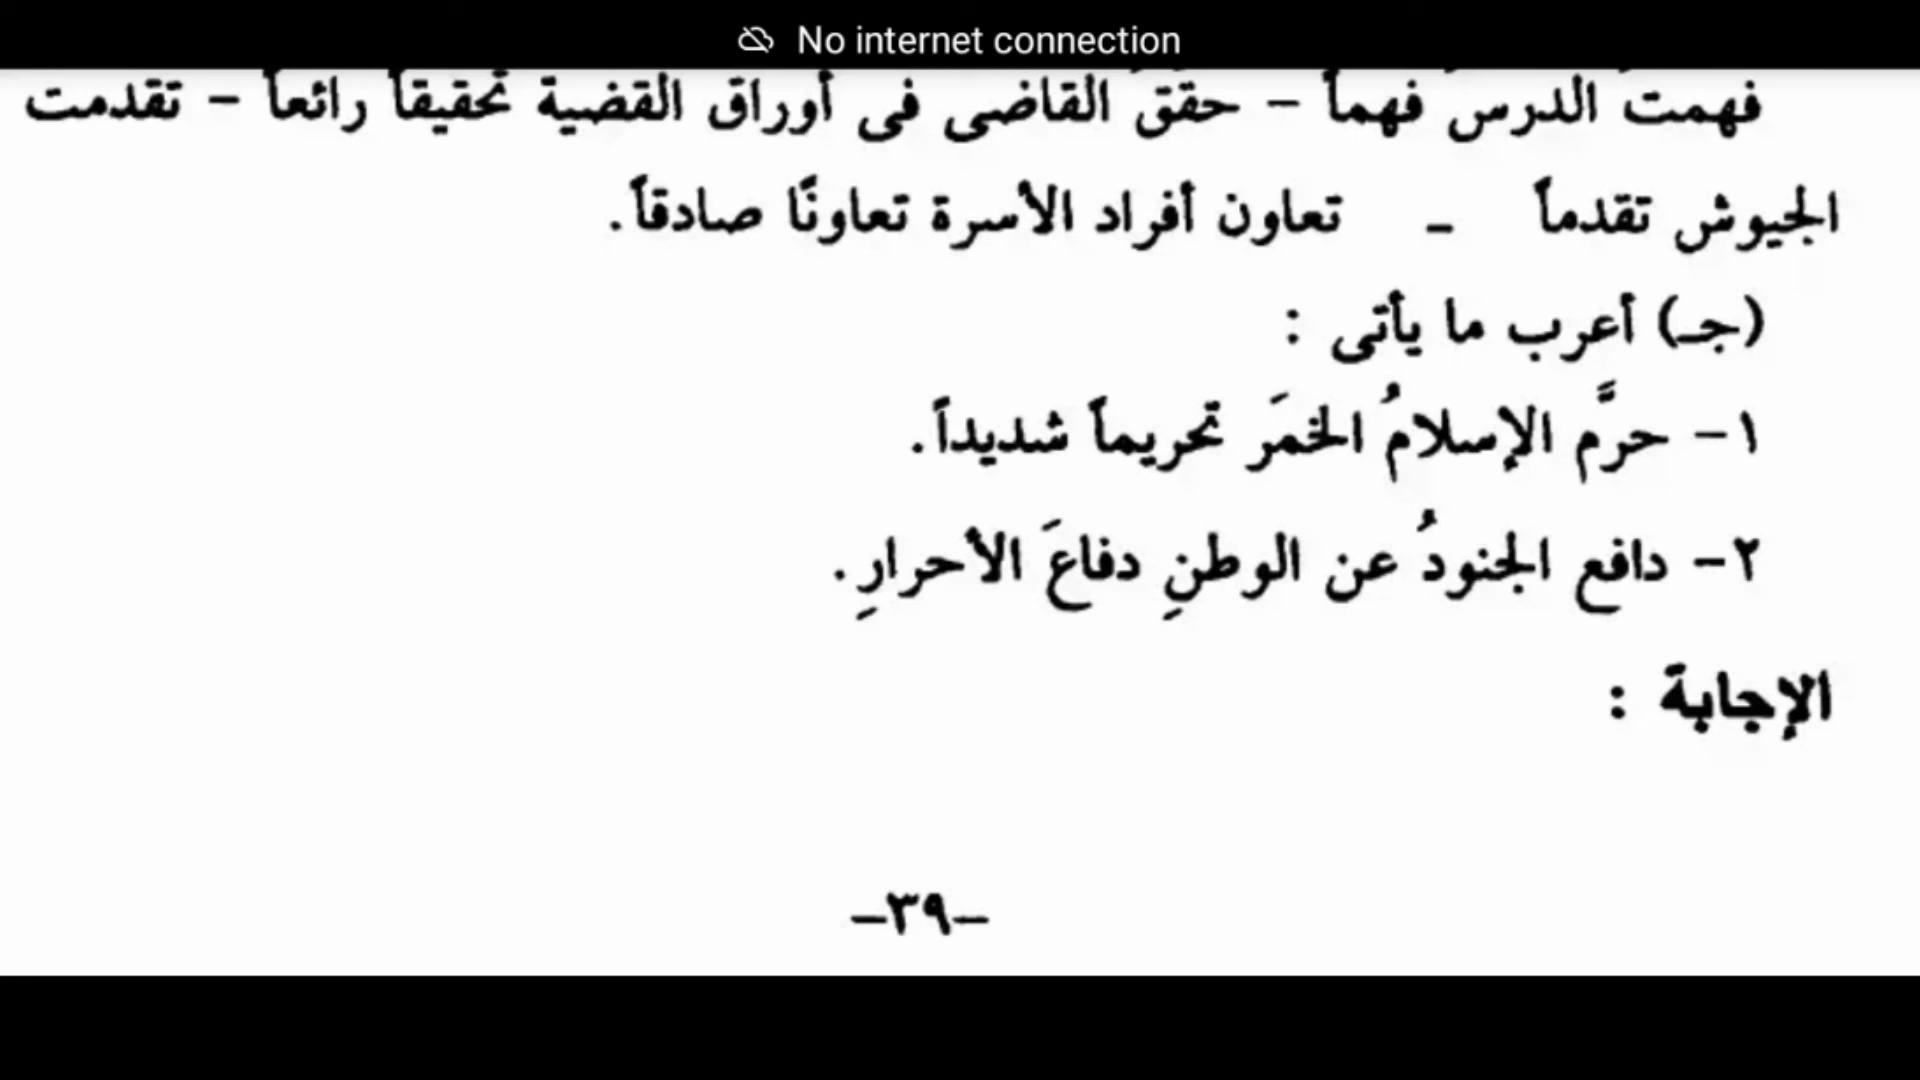 No internet connection
فهمتُ الدرسَ فهماً – حققَ القاضى فى أوراق القضية تحقيقاً رائعاً – تقدمت
الجيوش تقدماً – تعاون أفراد الأسرة تعاونًا صادقاً.
(جـ) أعرب ما يأتى :
١– حرَّم الإسلامُ الخمَر تحريماً شديداً.
٢– دافع الجنودُ عن الوطنِ دفاعَ الأحرارِ.
الإجابة :
–٣٩–